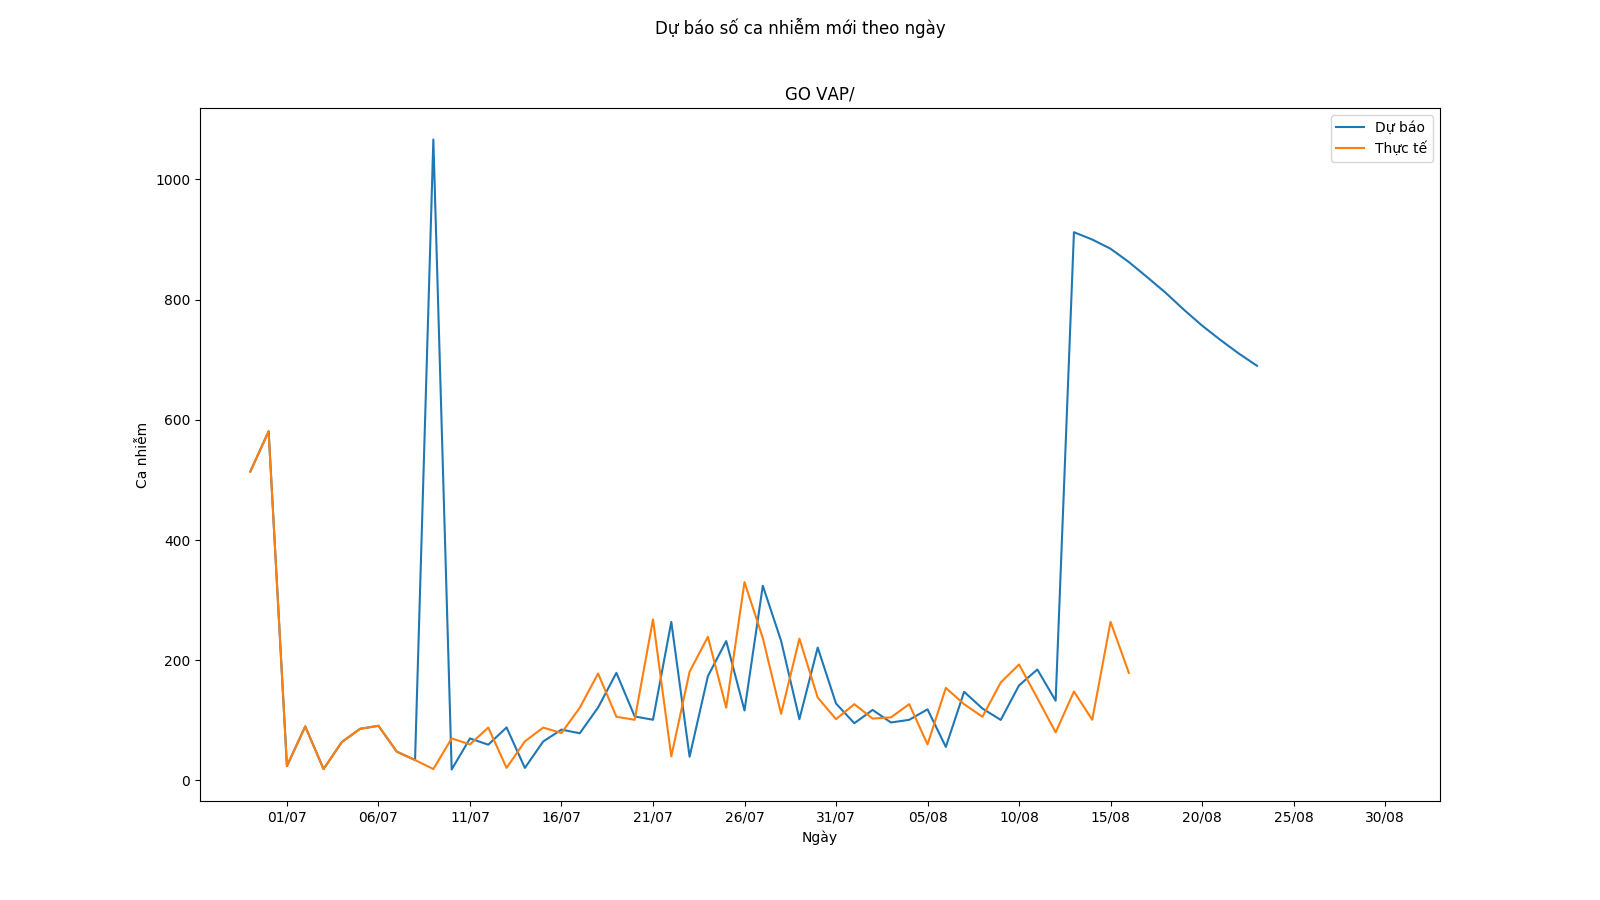 Dự báo số ca nhiễm mới theo ngày
GO VAP/
Dự báo
Thực tế
1000
800
600
400
200
0
Ca nhiễm
01/07 06/07 11/07 16/07 21/07 26/07 31/07 05/08 10/08 15/08 20/08 25/08 30/08
Ngày